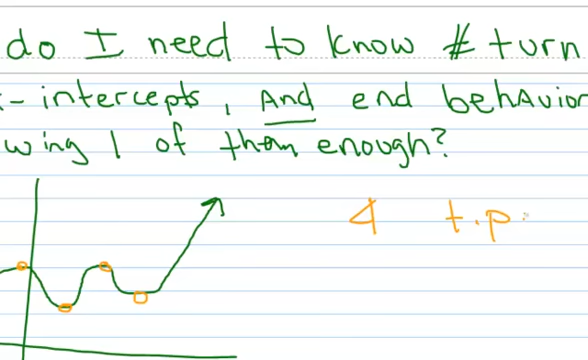 do I need to know # turn
x- intercepts, And end behavior
wing 1 of them enough?
4 t.p.